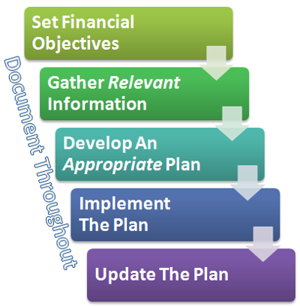 Set Financial
Objectives
Gather Relevant
Information
Develop An
Appropriate Plan
Implement
The Plan
Update The Plan
Document Throughout